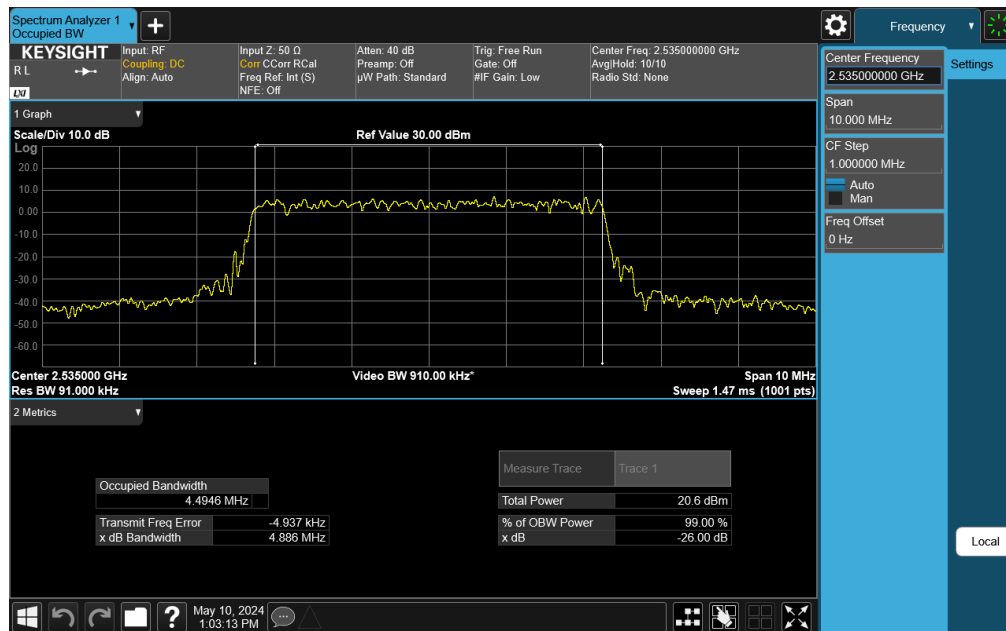 Spectrum Analyzer 1
Occupied BW
Frequency
KEYSIGHT
R L
LXI
Input: RF
Coupling: DC
Align: Auto
Input Z: 50 Ω
Corr CCorr RCal
Freq Ref: Int (S)
NFE: Off
Atten: 40 dB
Preamp: Off
µW Path: Standard
Trig: Free Run
Gate: Off
#IF Gain: Low
Center Freq: 2.535000000 GHz
Avg|Hold: 10/10
Radio Std: None
Center Frequency
2.535000000 GHz
Settings
Span
10.000 MHz
CF Step
1.000000 MHz
Auto
Man
Freq Offset
0 Hz
1 Graph
Scale/Div 10.0 dB
Ref Value 30.00 dBm
Log
20.0
10.0
0.00
-10.0
-20.0
-30.0
-40.0
-50.0
-60.0
Center 2.535000 GHz
Video BW 910.00 kHz*
Span 10 MHz
Res BW 91.000 kHz
Sweep 1.47 ms (1001 pts)
2 Metrics
Measure Trace
Trace 1
Occupied Bandwidth
4.4946 MHz
Total Power
20.6 dBm
Transmit Freq Error
-4.937 kHz
% of OBW Power
99.00 %
x dB Bandwidth
4.886 MHz
x dB
-26.00 dB
Local
?
May 10, 2024
1:03:13 PM